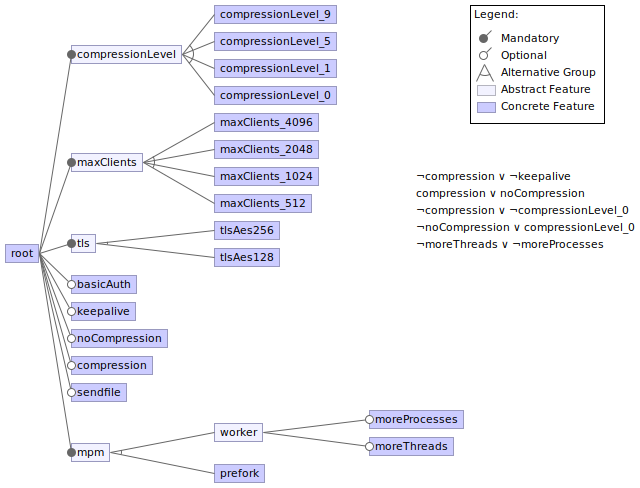 compressionLevel_9
compressionLevel_5
compressionLevel
compressionLevel_1
compressionLevel_0
maxClients_4096
maxClients_2048
maxClients
maxClients_1024
maxClients_512
tlsAes256
tls
tlsAes128
root
basicAuth
keepalive
noCompression
compression
sendfile
moreProcesses
worker
moreThreads
mpm
prefork
Legend:
Mandatory
Optional
Alternative Group
Abstract Feature
Concrete Feature
¬compression ∨ ¬keepalive
compression ∨ noCompression
¬compression ∨ ¬compressionLevel_0
¬noCompression ∨ compressionLevel_0
¬moreThreads ∨ ¬moreProcesses